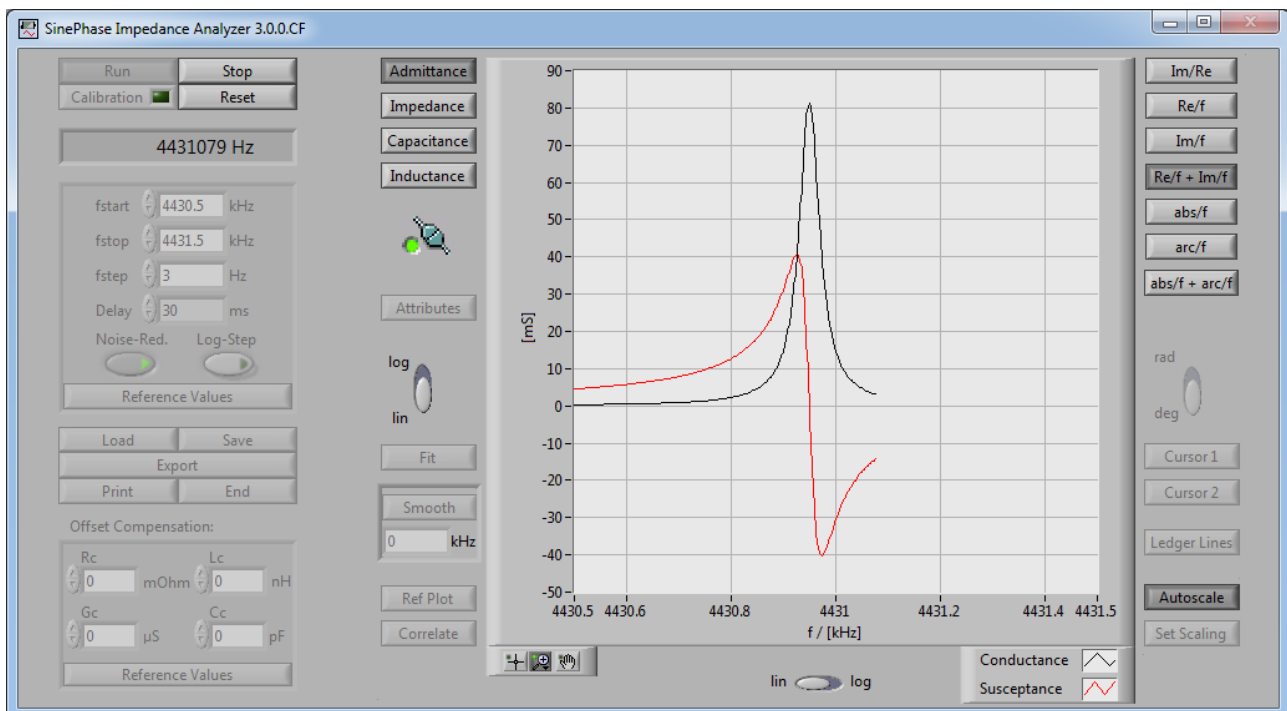 SinePhase Impedance Analyzer 3.0.0.CF
Run
Stop
Calibration
Reset
4431079 Hz
fstart 4430.5 kHz
fstop 4431.5 kHz
fstep 3 Hz
Delay 30 ms
Noise-Red. Log-Step
Reference Values
Load
Save
Export
Print
End
Offset Compensation:
Rc Lc
0 mOhm 0 nH
Gc Cc
0 µS 0 pF
Reference Values
Admittance
Impedance
Capacitance
Inductance
Attributes
log
lin
Fit
Smooth
0 kHz
Ref Plot
Correlate
[mS]
90
80
70
60
50
40
30
20
10
0
-10
-20
-30
-40
-50
4430.5 4430.6 4430.8 4431 4431.2 4431.4 4431.5
f / [kHz]
lin log
Conductance
Susceptance
Im/Re
Re/f
Im/f
Re/f + Im/f
abs/f
arc/f
abs/f + arc/f
rad
deg
Cursor 1
Cursor 2
Ledger Lines
Autoscale
Set Scaling